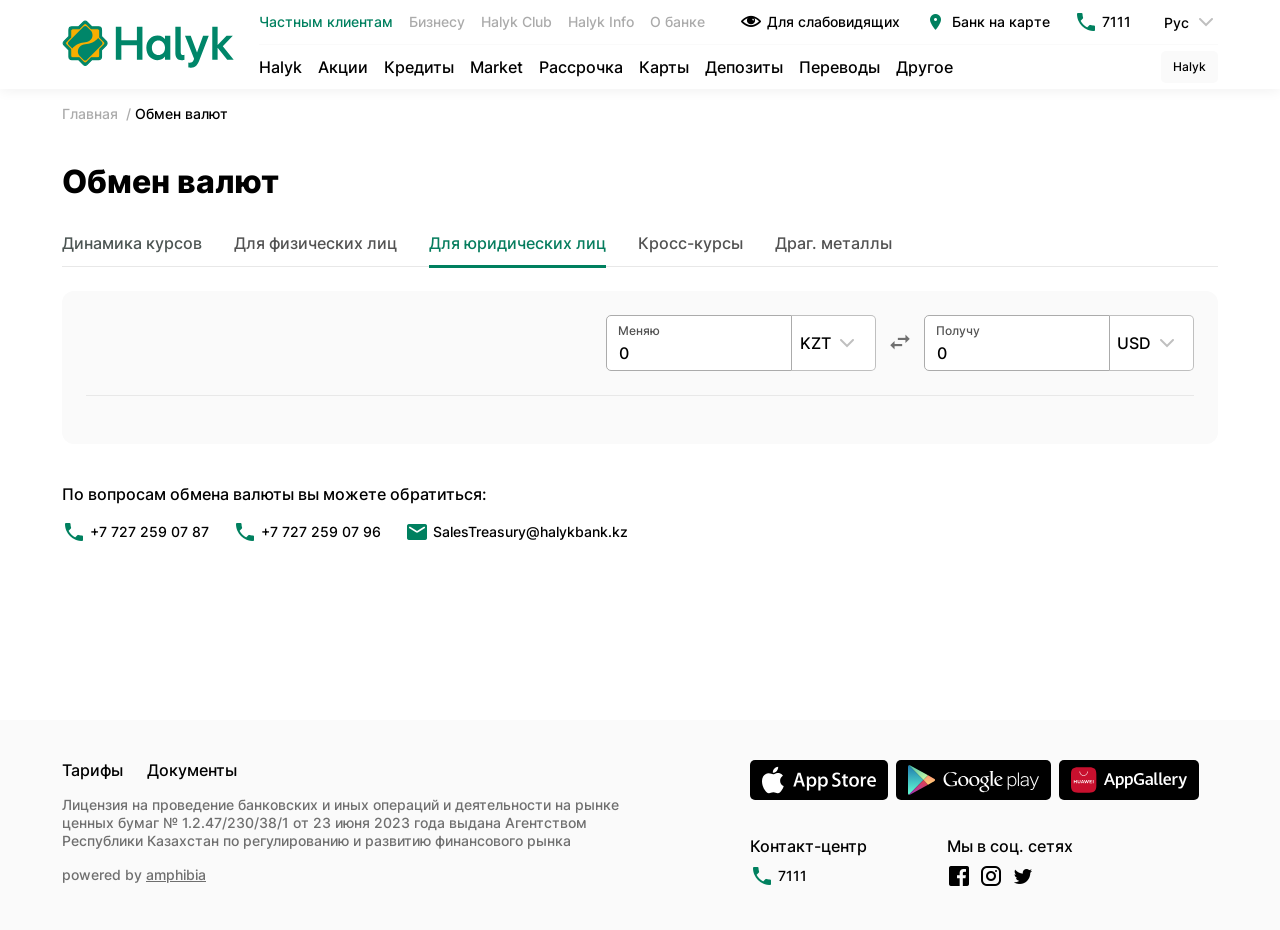 Halyk
Частным клиентам Бизнесу Halyk Club Halyk Info О банке Для слабовидящих Банк на карте 7111 Рус
Halyk Акции Кредиты Market Рассрочка Карты Депозиты Переводы Другое Halyk
Главная / Обмен валют
Обмен валют
Динамика курсов Для физических лиц Для юридических лиц Кросс-курсы Драг. металлы
Меняю Получу
0 KZT 0 USD
По вопросам обмена валюты вы можете обратиться:
+7 727 259 07 87 +7 727 259 07 96 SalesTreasury@halykbank.kz
Тарифы Документы
App Store Google play HUAWEI AppGallery
Лицензия на проведение банковских и иных операций и деятельности на рынке
ценных бумаг № 1.2.47/230/38/1 от 23 июня 2023 года выдана Агентством
Республики Казахстан по регулированию и развитию финансового рынка
Контакт-центр Мы в соц. сетях
powered by amphibia
7111